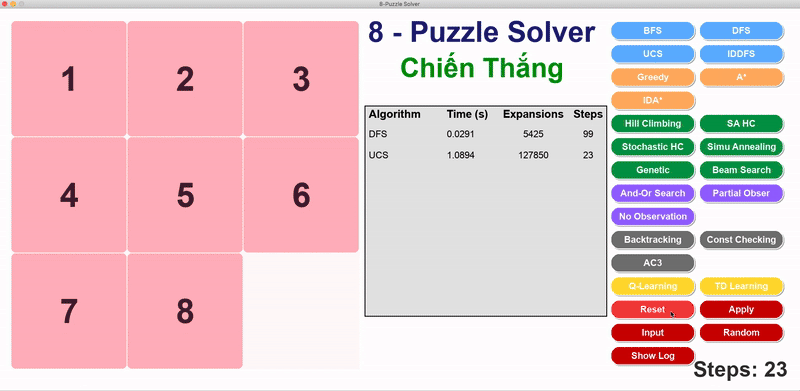 8-Puzzle Solver
1 2 3
4 5 6
7 8
8 - Puzzle Solver
Chiến Thắng
Algorithm Time (s) Expansions Steps
DFS 0.0291 5425 99
UCS 1.0894 127850 23
BFS DFS
UCS IDDFS
Greedy A*
IDA*
Hill Climbing SA HC
Stochastic HC Simu Annealing
Genetic Beam Search
And-Or Search Partial Obser
No Observation
Backtracking Const Checking
AC3
Q-Learning TD Learning
Reset Apply
Input Random
Show Log
Steps: 23